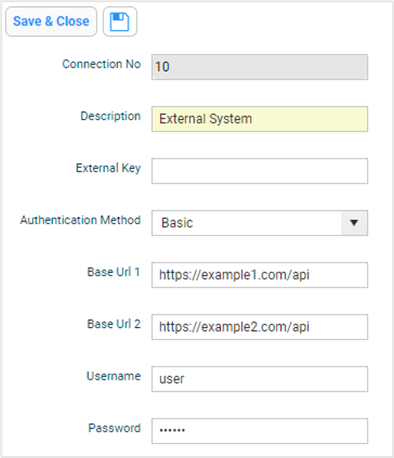 Save & Close
Connection No 10
Description External System
External Key
Authentication Method Basic
Base Url 1 https://example1.com/api
Base Url 2 https://example2.com/api
Username user
Password ••••••